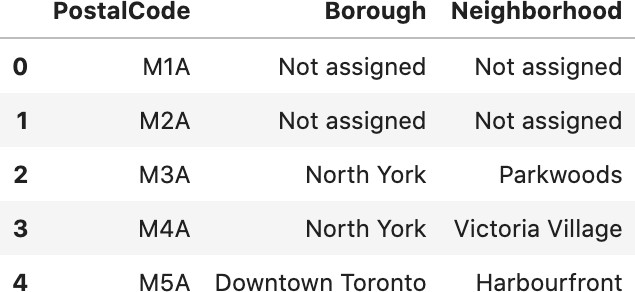 PostalCode Borough Neighborhood
0 M1A Not assigned Not assigned
1 M2A Not assigned Not assigned
2 M3A North York Parkwoods
3 M4A North York Victoria Village
4 M5A Downtown Toronto Harbourfront